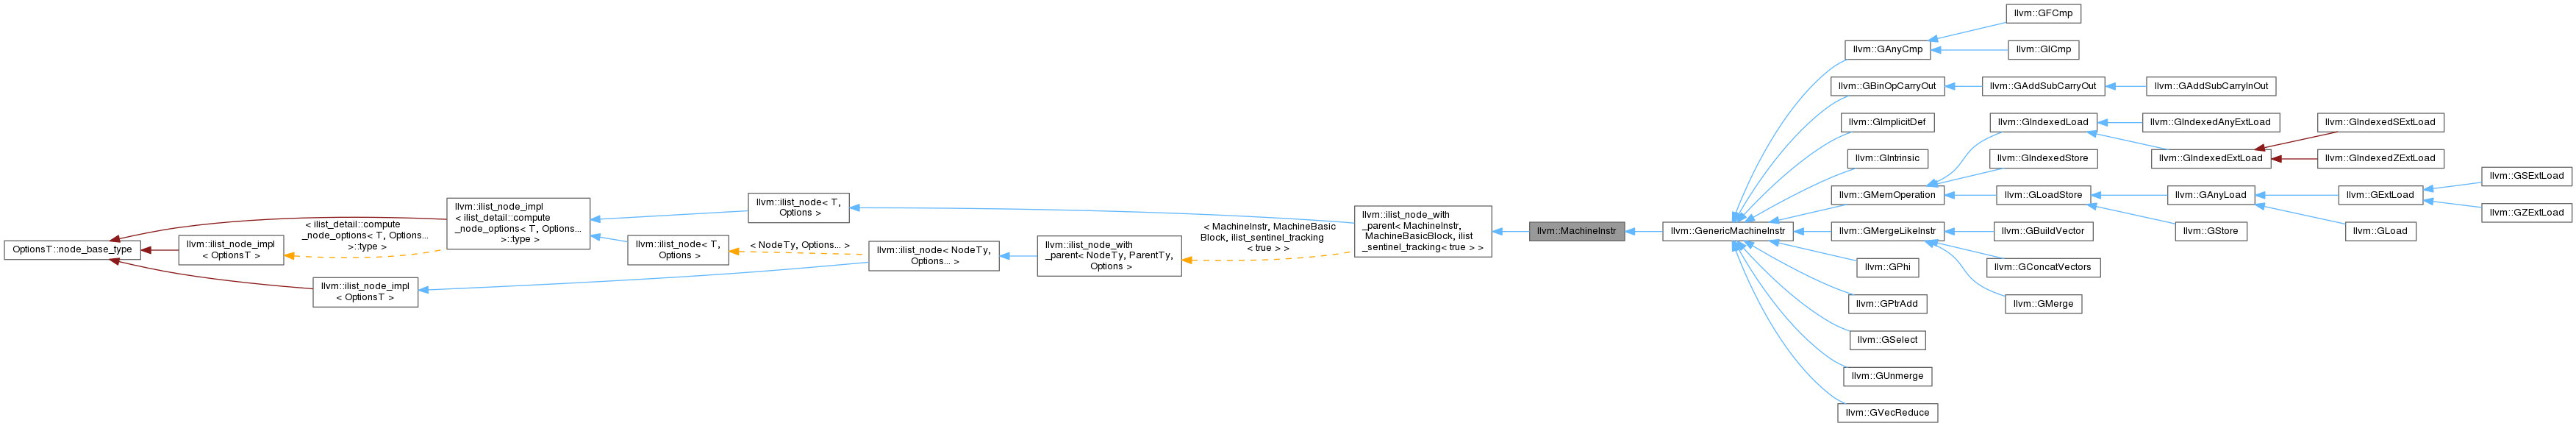 OptionsT::node_base_type
llvm::ilist_node_impl
< OptionsT >
< ilist_detail::compute
_node_options< T, Options...
>::type >
llvm::ilist_node_impl
< OptionsT >
llvm::ilist_node_impl
< ilist_detail::compute
_node_options< T, Options...
>::type >
llvm::ilist_node< T,
Options >
llvm::ilist_node< T,
Options >
< NodeTy, Options... >
llvm::ilist_node< NodeTy,
Options... >
llvm::ilist_node_with
_parent< NodeTy, ParentTy,
Options >
< MachineInstr, MachineBasic
Block, ilist_sentinel_tracking
< true > >
llvm::ilist_node_with
_parent< MachineInstr,
MachineBasicBlock, ilist
_sentinel_tracking< true > >
llvm::MachineInstr
llvm::GenericMachineInstr
llvm::GAnyCmp
llvm::GFCmp
llvm::GICmp
llvm::GBinOpCarryOut
llvm::GAddSubCarryOut
llvm::GAddSubCarryInOut
llvm::GImplicitDef
llvm::GIntrinsic
llvm::GMemOperation
llvm::GIndexedLoad
llvm::GIndexedAnyExtLoad
llvm::GIndexedExtLoad
llvm::GIndexedSExtLoad
llvm::GIndexedZExtLoad
llvm::GIndexedStore
llvm::GLoadStore
llvm::GAnyLoad
llvm::GExtLoad
llvm::GSExtLoad
llvm::GZExtLoad
llvm::GLoad
llvm::GStore
llvm::GMergeLikeInstr
llvm::GBuildVector
llvm::GConcatVectors
llvm::GMerge
llvm::GPhi
llvm::GPtrAdd
llvm::GSelect
llvm::GUnmerge
llvm::GVecReduce